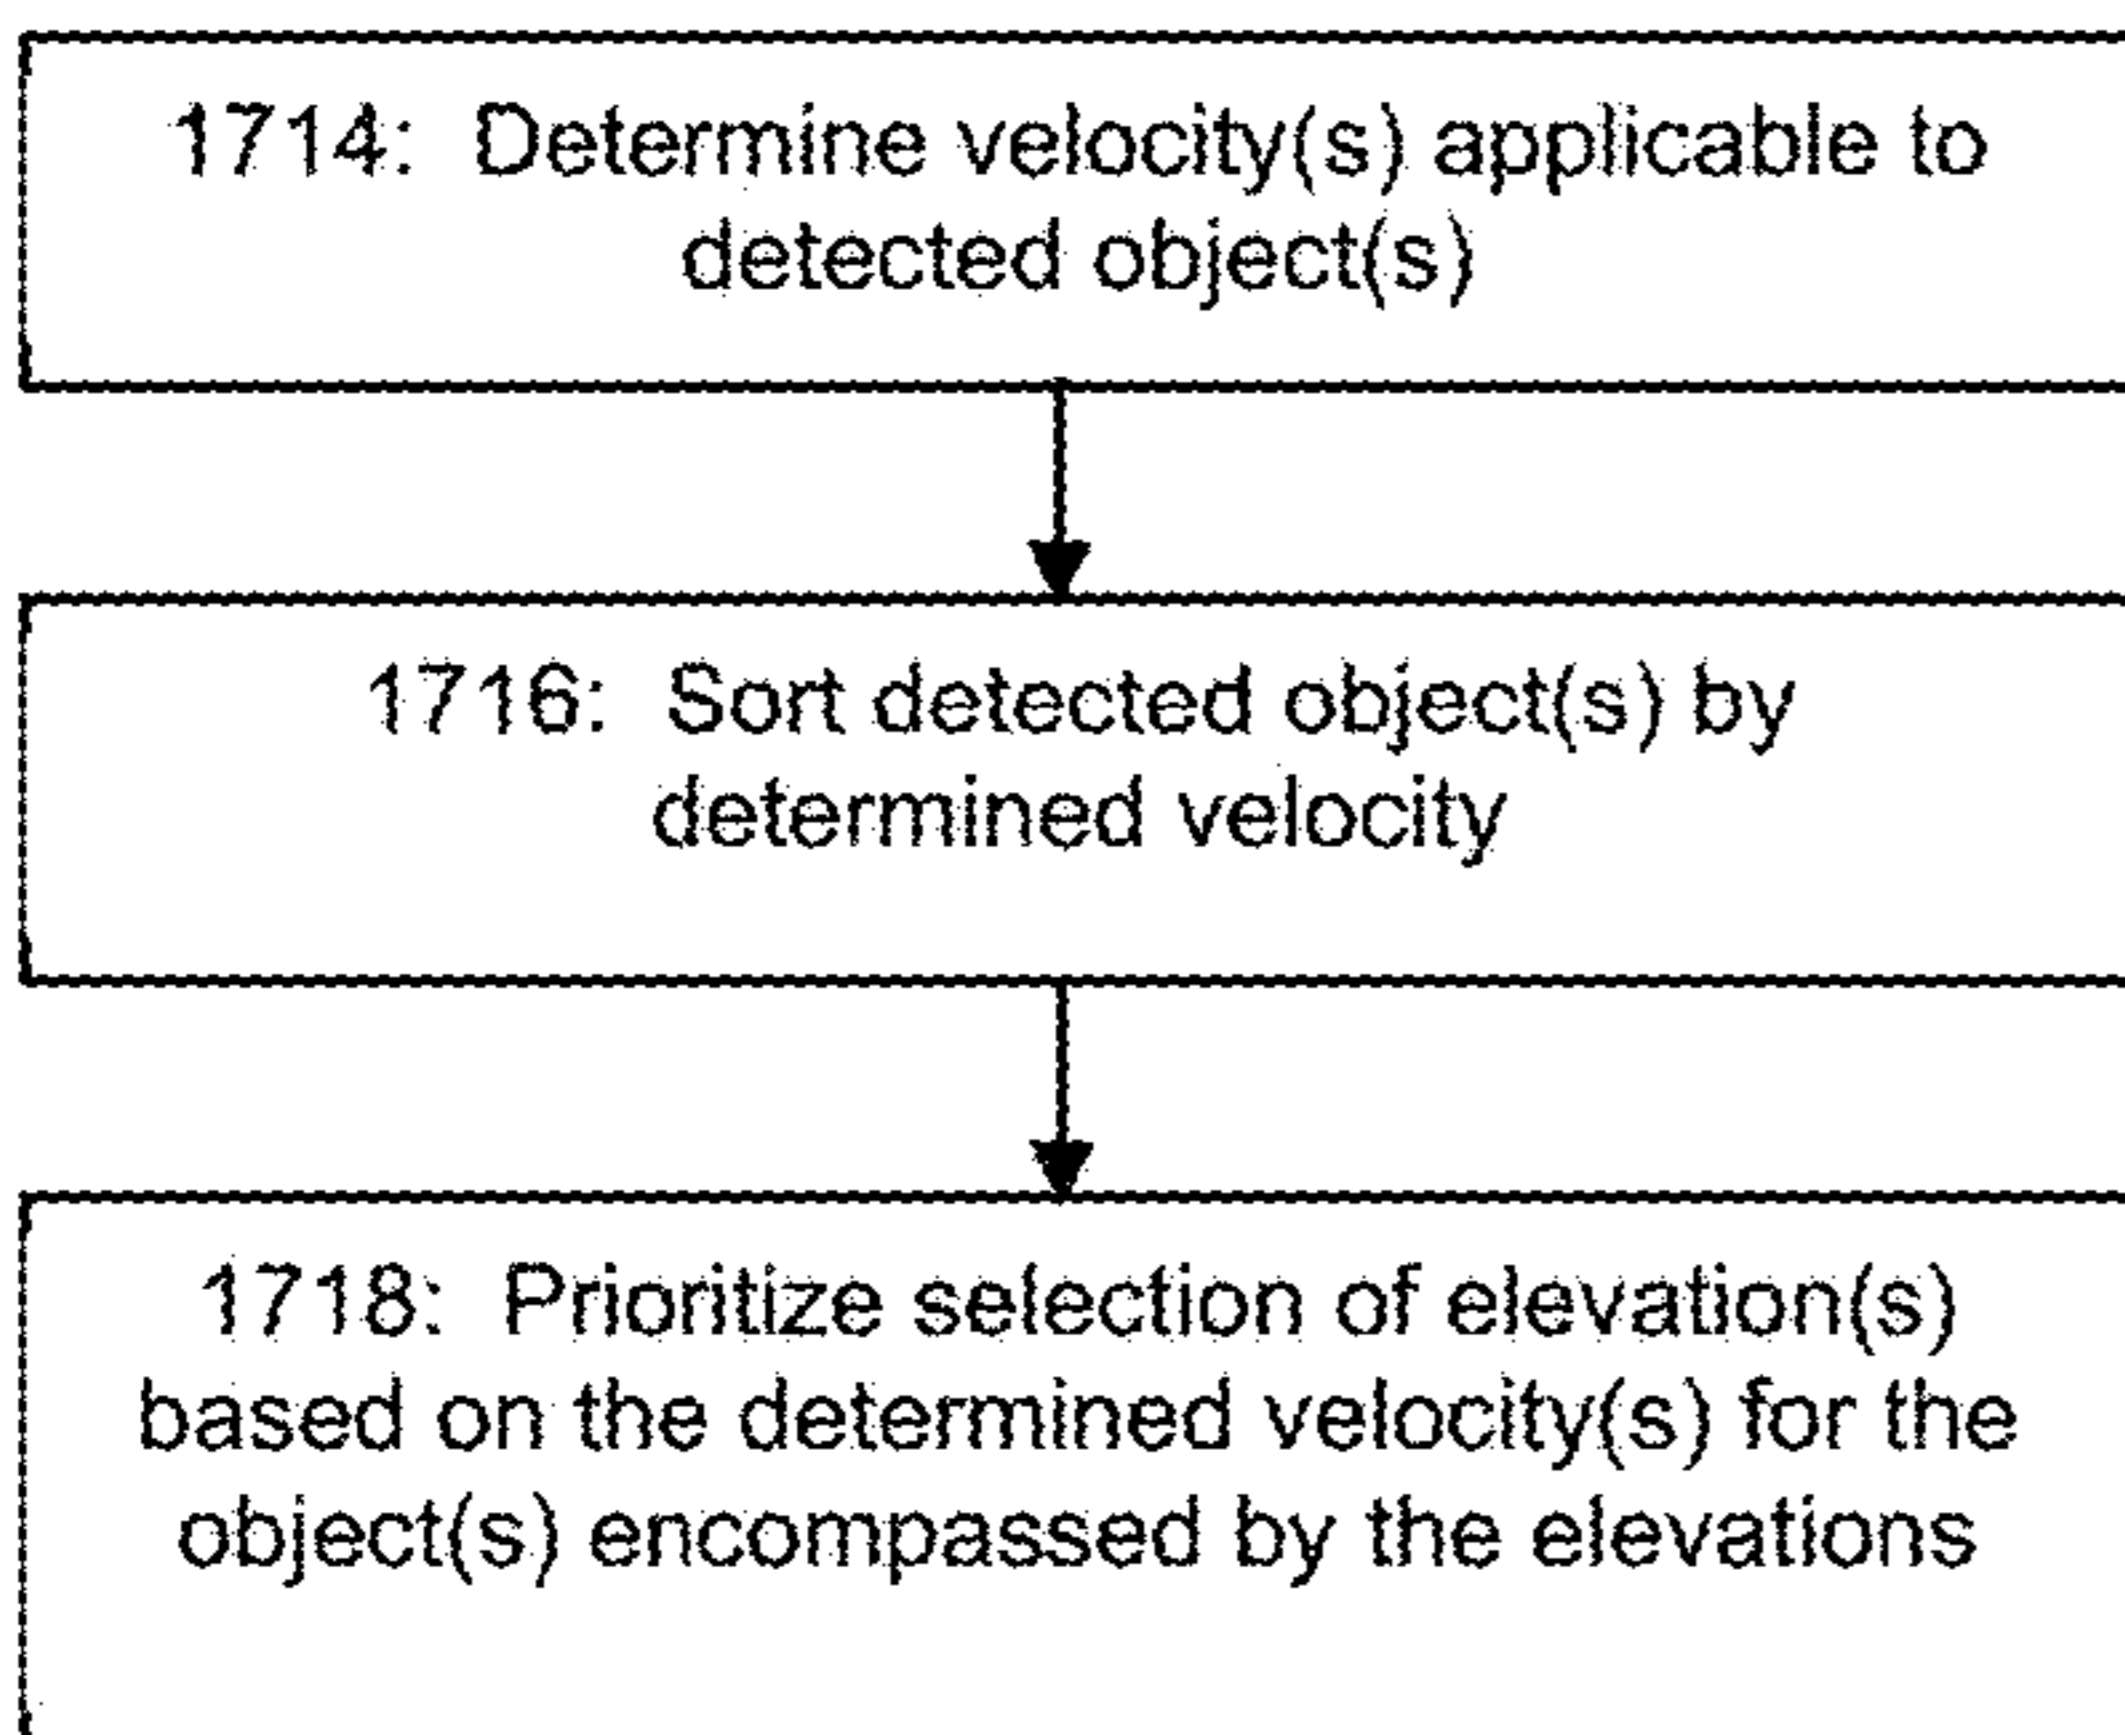 1714: Determine velocity(s) applicable to
detected object(s)
1716: Sort detected object(s) by
determined velocity
1718: Prioritize selection of elevation(s)
based on the determined velocity(s) for the
object(s) encompassed by the elevations